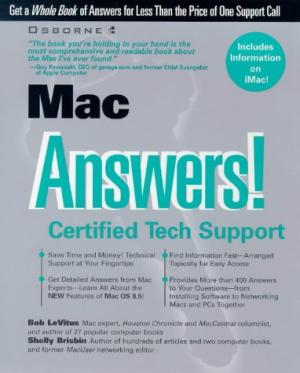 Get a Whole Book of Answers for Less Than the Price of One Support Call
OSBORNE
"The book you're holding in your hand is the
most comprehensive and readable book about
the Mac I've ever found."
—Guy Kawasaki, CEO of garage.com and former Chief Evangelist
of Apple Computer
Includes
Information
on
iMac!
Mac
Answers!
Certified Tech Support
Save Time and Money! Technical
Support at Your Fingertips
Get Detailed Answers from Mac
Experts—Learn All About the
NEW Features of Mac OS 8.5!
Find Information Fast—Arranged
Topically for Easy Access
Provides More than 400 Answers
to Your Questions—from
Installing Software to Networking
Macs and PCs Together
Bob LeVitus Mac expert, Houston Chronicle and MacCentral columnist,
and author of 27 popular computer books
Shelly Brisbin Author of hundreds of articles and two computer books,
and former MacUser networking editor